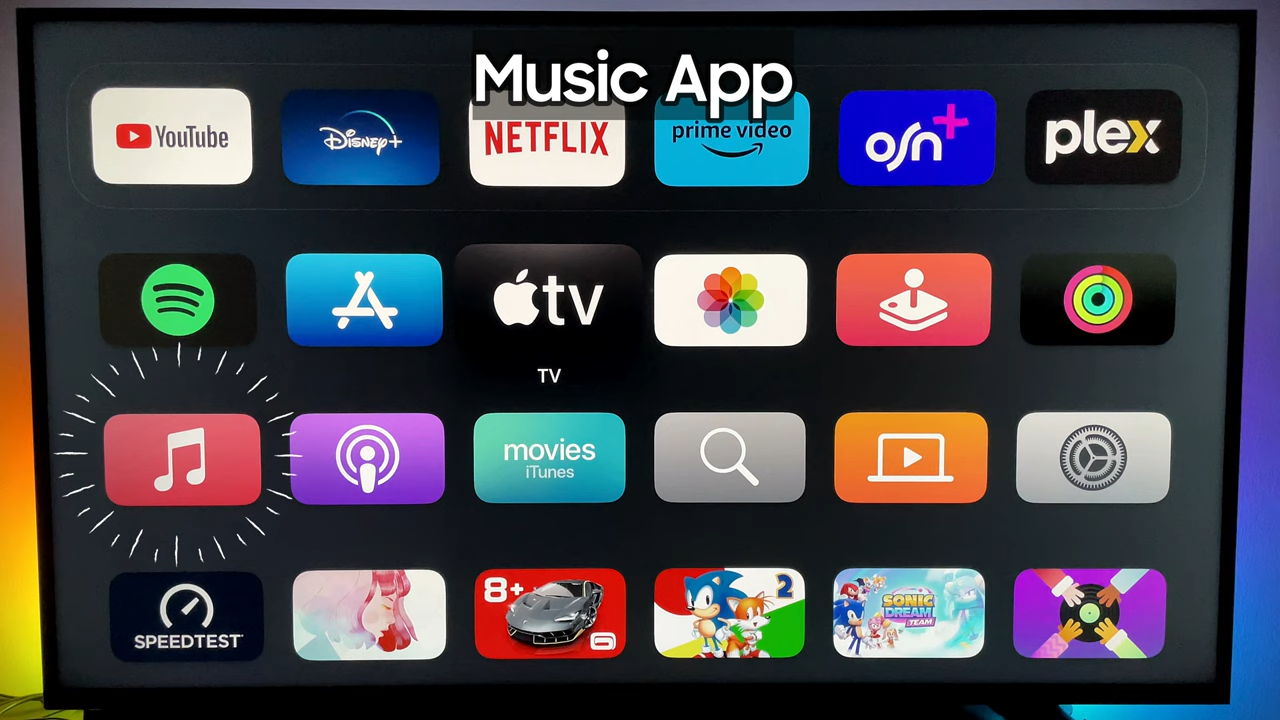 Music App
YouTube
Disney+
NETFLIX
prime video
osn+
plex
tv
TV
movies
iTunes
SPEEDTEST
8+
2
SONIC
DREAM
TEAM